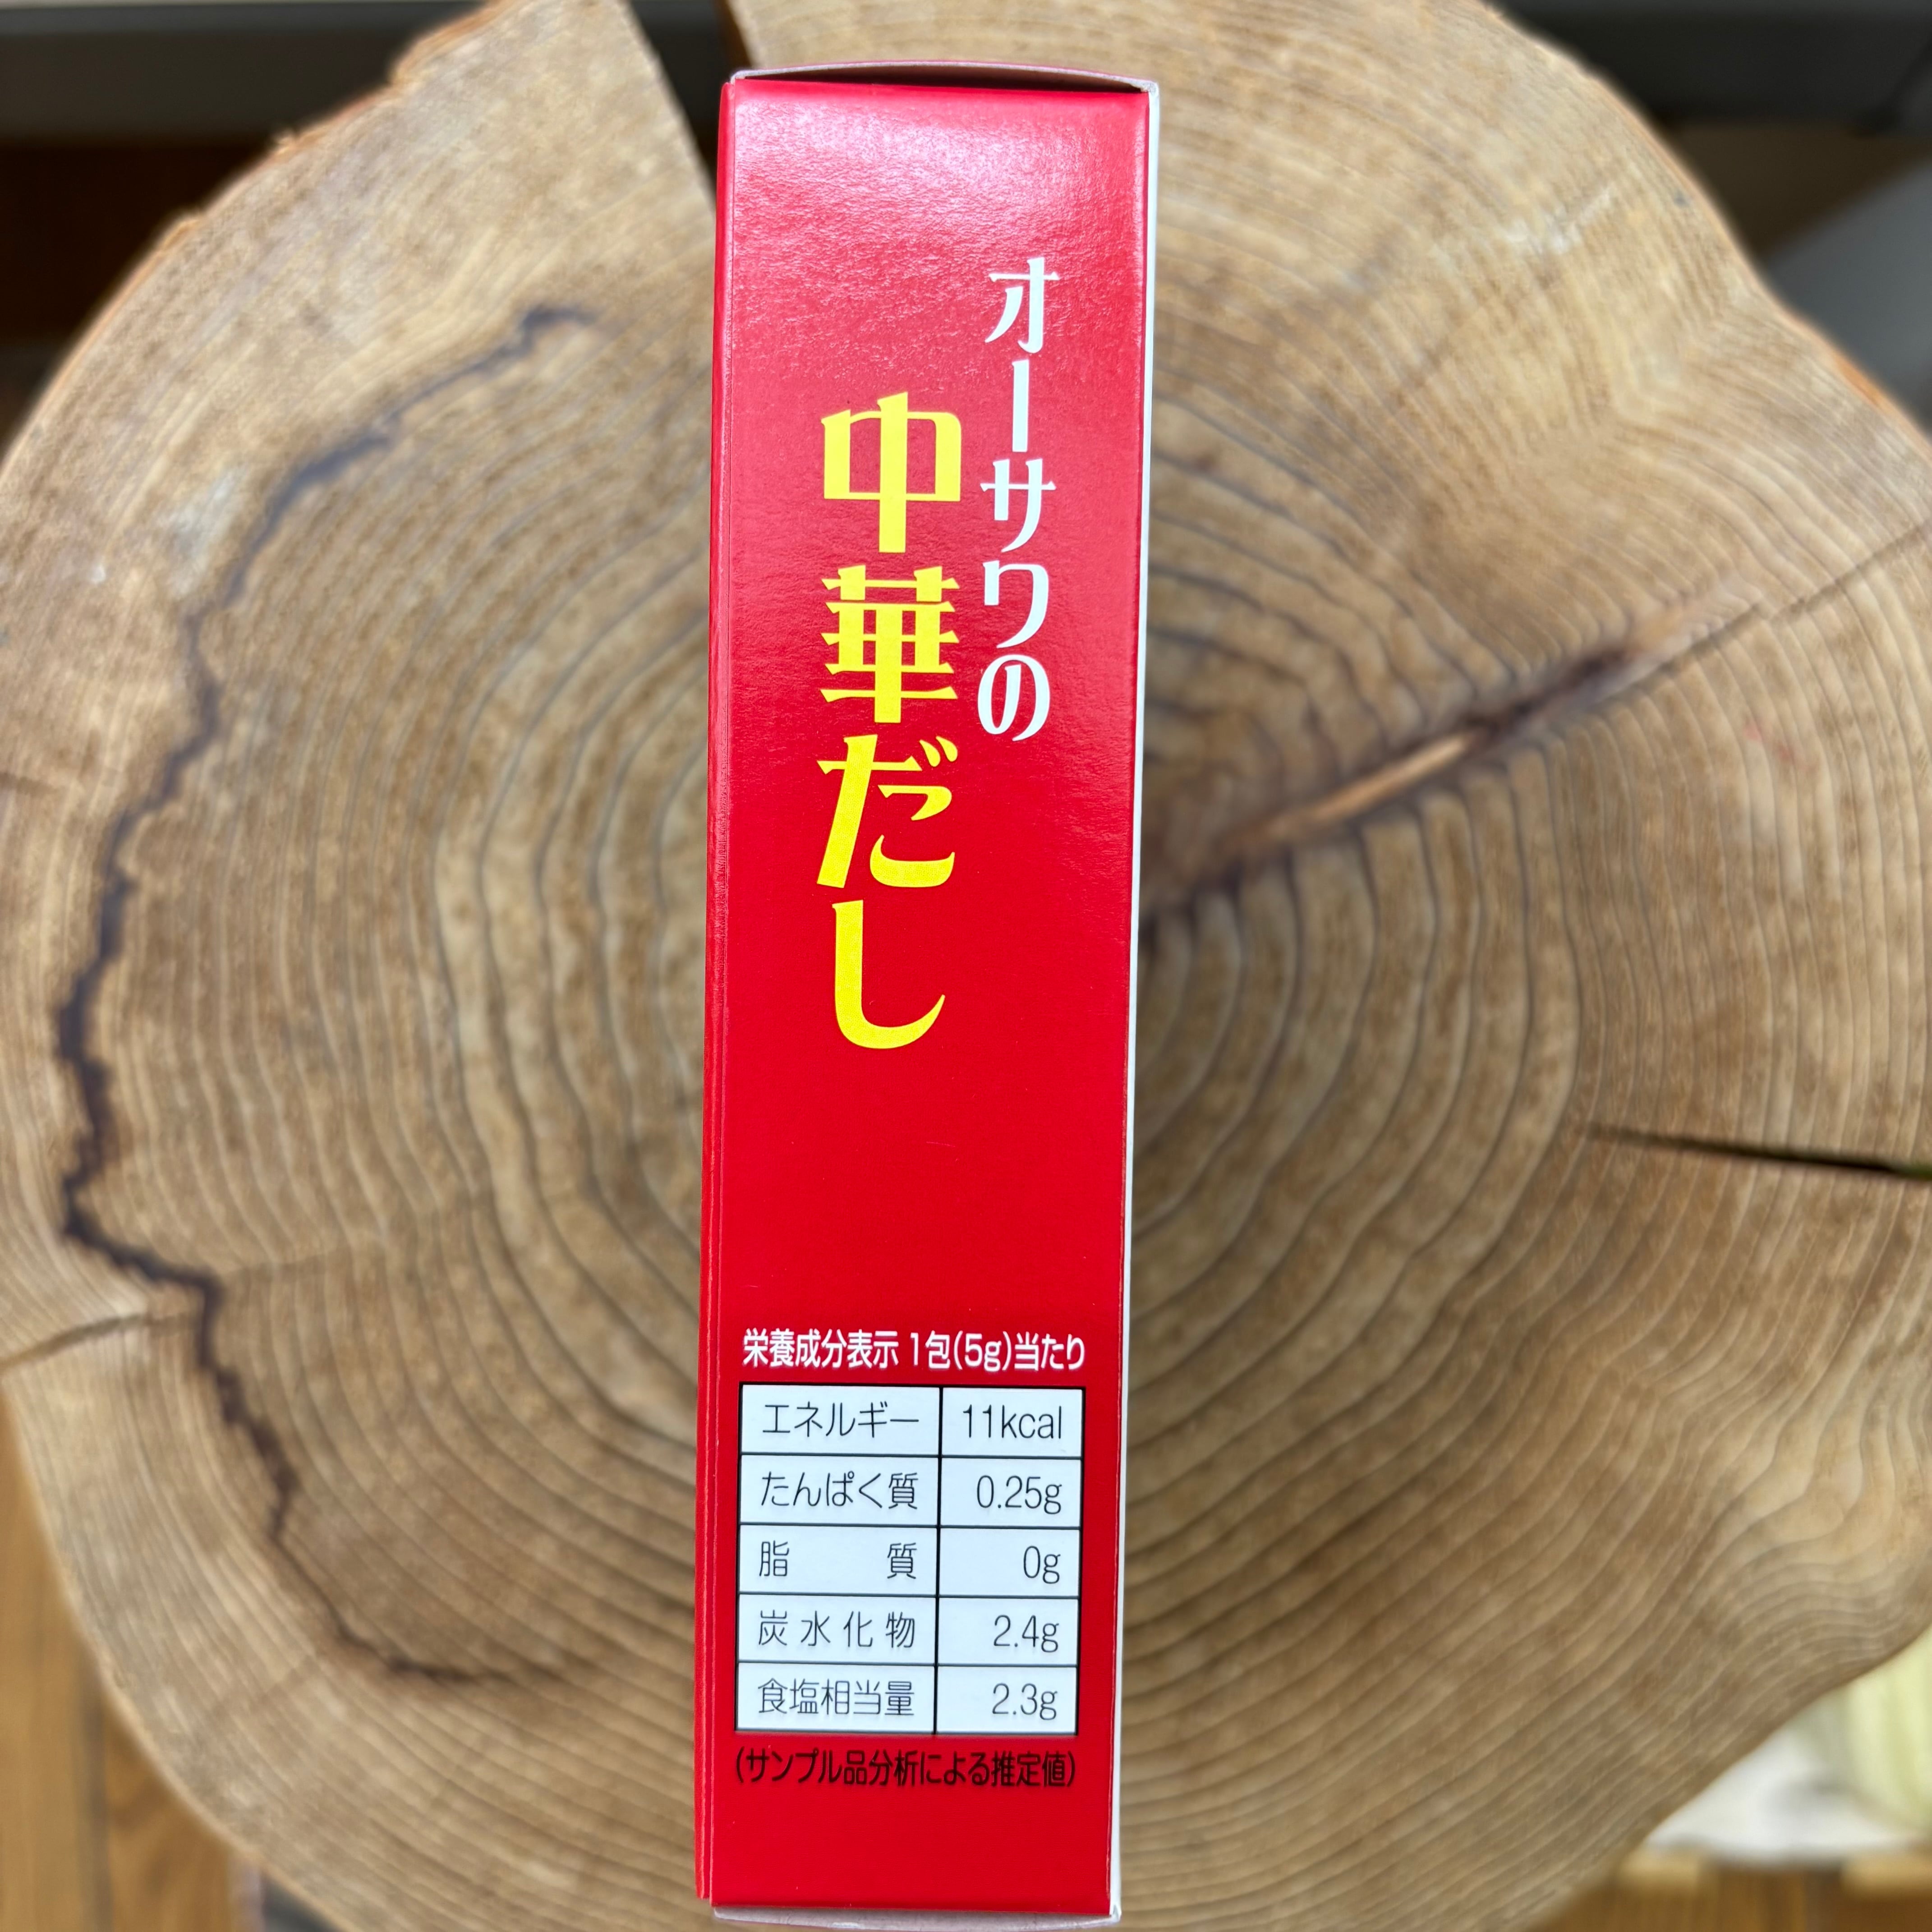 オーサワの
中華だし
栄養成分表示 1包(5g)当たり
エネルギー 11kcal
たんぱく質 0.25g
脂質 0g
炭水化物 2.4g
食塩相当量 2.3g
(サンプル品分析による推定値)